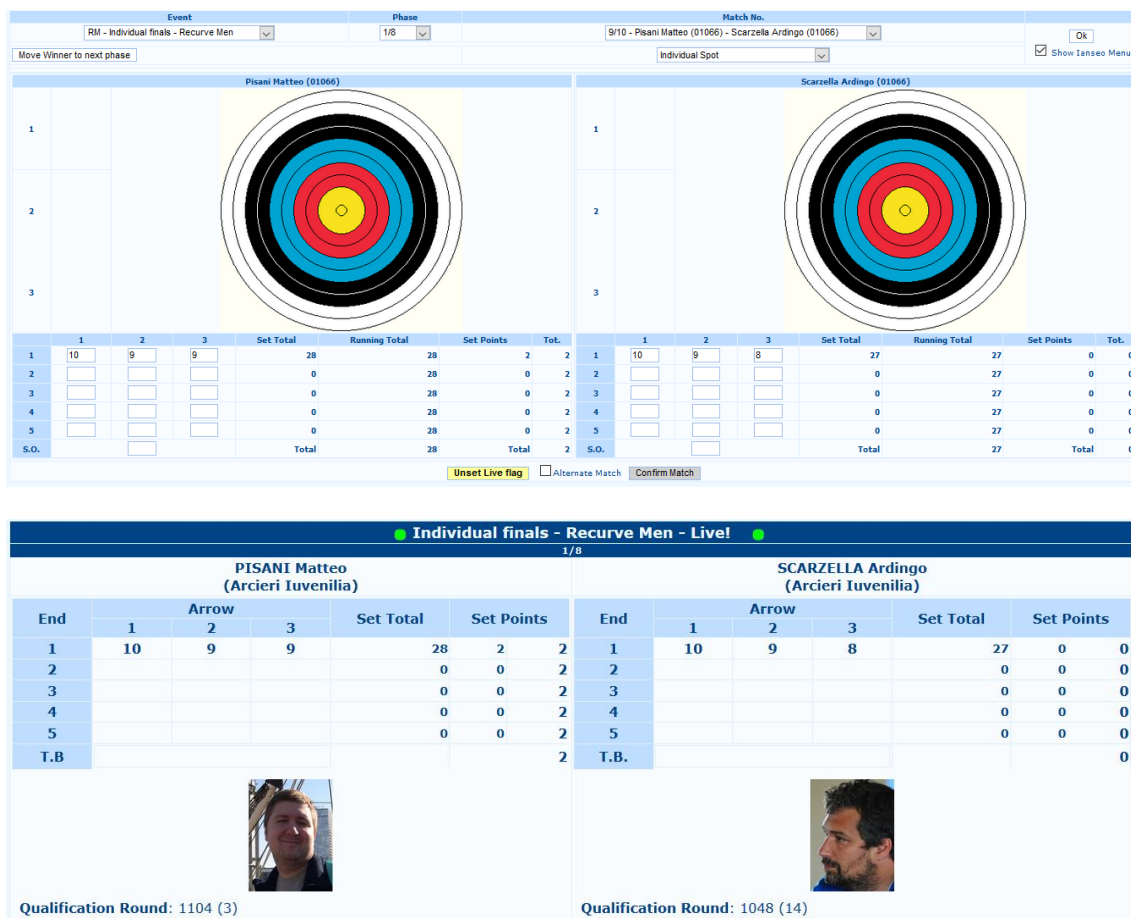 Event Phase Match No.
RM - Individual finals - Recurve Men 1/8 9/10 - Pisani Matteo (01066) - Scarzella Ardingo (01066) Ok
Move Winner to next phase Individual Spot Show Ianseo Menu
Pisani Matteo (01066) Scarzella Ardingo (01066)
1 1
2 2
3 3
1 2 3 Set Total Running Total Set Points Tot. 1 2 3 Set Total Running Total Set Points Tot.
1 10 9 9 28 28 2 2 1 10 9 8 27 27 0 0
2 0 28 0 2 2 0 27 0 0
3 0 28 0 2 3 0 27 0 0
4 0 28 0 2 4 0 27 0 0
5 0 28 0 2 5 0 27 0 0
S.O. Total 28 Total 2 S.O. Total 27 Total 0
Unset Live flag Alternate Match Confirm Match
Individual finals - Recurve Men - Live!
1/8
PISANI Matteo SCARZELLA Ardingo
(Arcieri Iuvenilia) (Arcieri Iuvenilia)
End Arrow Set Total Set Points End Arrow Set Total Set Points
1 2 3 1 2 3
1 10 9 9 28 2 2 1 10 9 8 27 0 0
2 0 0 2 2 0 0 0
3 0 0 2 3 0 0 0
4 0 0 2 4 0 0 0
5 0 0 2 5 0 0 0
T.B 2 T.B. 0
Qualification Round: 1104 (3) Qualification Round: 1048 (14)